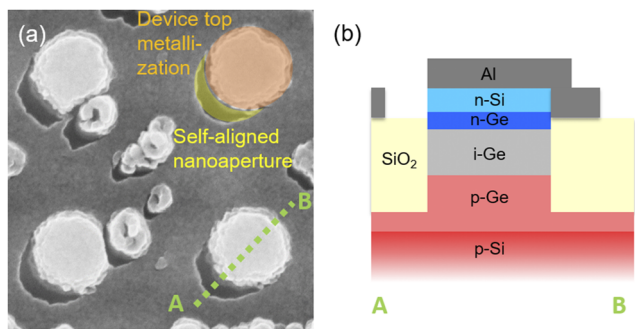 (a)
Device top
metalli-
zation
Self-aligned
nanoaperture
B
A
(b)
Al
n-Si
n-Ge
SiO₂
i-Ge
p-Ge
p-Si
A
B